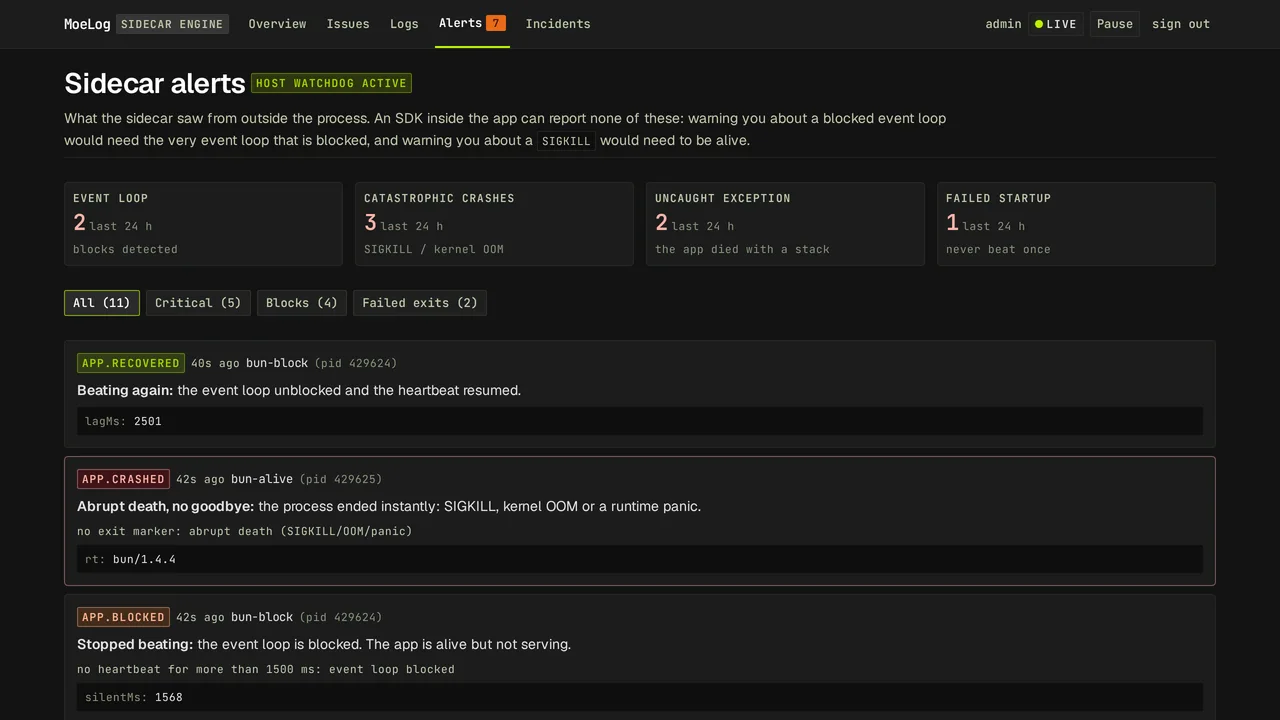 MoeLog SIDECAR ENGINE Overview Issues Logs Alerts 7 Incidents admin LIVE Pause sign out
Sidecar alerts HOST WATCHDOG ACTIVE
What the sidecar saw from outside the process. An SDK inside the app can report none of these: warning you about a blocked event loop
would need the very event loop that is blocked, and warning you about a SIGKILL would need to be alive.
EVENT LOOP
2 last 24 h
blocks detected
CATASTROPHIC CRASHES
3 last 24 h
SIGKILL / kernel OOM
UNCAUGHT EXCEPTION
2 last 24 h
the app died with a stack
FAILED STARTUP
1 last 24 h
never beat once
All (11) Critical (5) Blocks (4) Failed exits (2)
APP.RECOVERED 40s ago bun-block (pid 429624)
Beating again: the event loop unblocked and the heartbeat resumed.
lagMs: 2501
APP.CRASHED 42s ago bun-alive (pid 429625)
Abrupt death, no goodbye: the process ended instantly: SIGKILL, kernel OOM or a runtime panic.
no exit marker: abrupt death (SIGKILL/OOM/panic)
rt: bun/1.4.4
APP.BLOCKED 42s ago bun-block (pid 429624)
Stopped beating: the event loop is blocked. The app is alive but not serving.
no heartbeat for more than 1500 ms: event loop blocked
silentMs: 1568